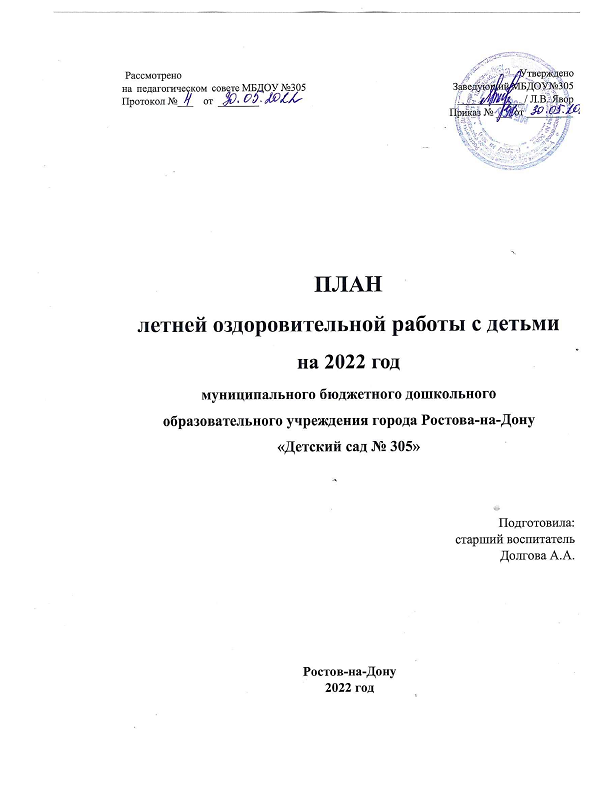 Рассмотрено
на педагогическом совете МБДОУ №305
Протокол № 4 от 30.05.2022
Утверждено
Заведующий МБДОУ№305
/ Л.В. Явор
Приказ № от 30.05.20
ПЛАН
летней оздоровительной работы с детьми
на 2022 год
муниципального бюджетного дошкольного
образовательного учреждения города Ростова-на-Дону
«Детский сад № 305»
Подготовила:
старший воспитатель
Долгова А.А.
Ростов-на-Дону
2022 год